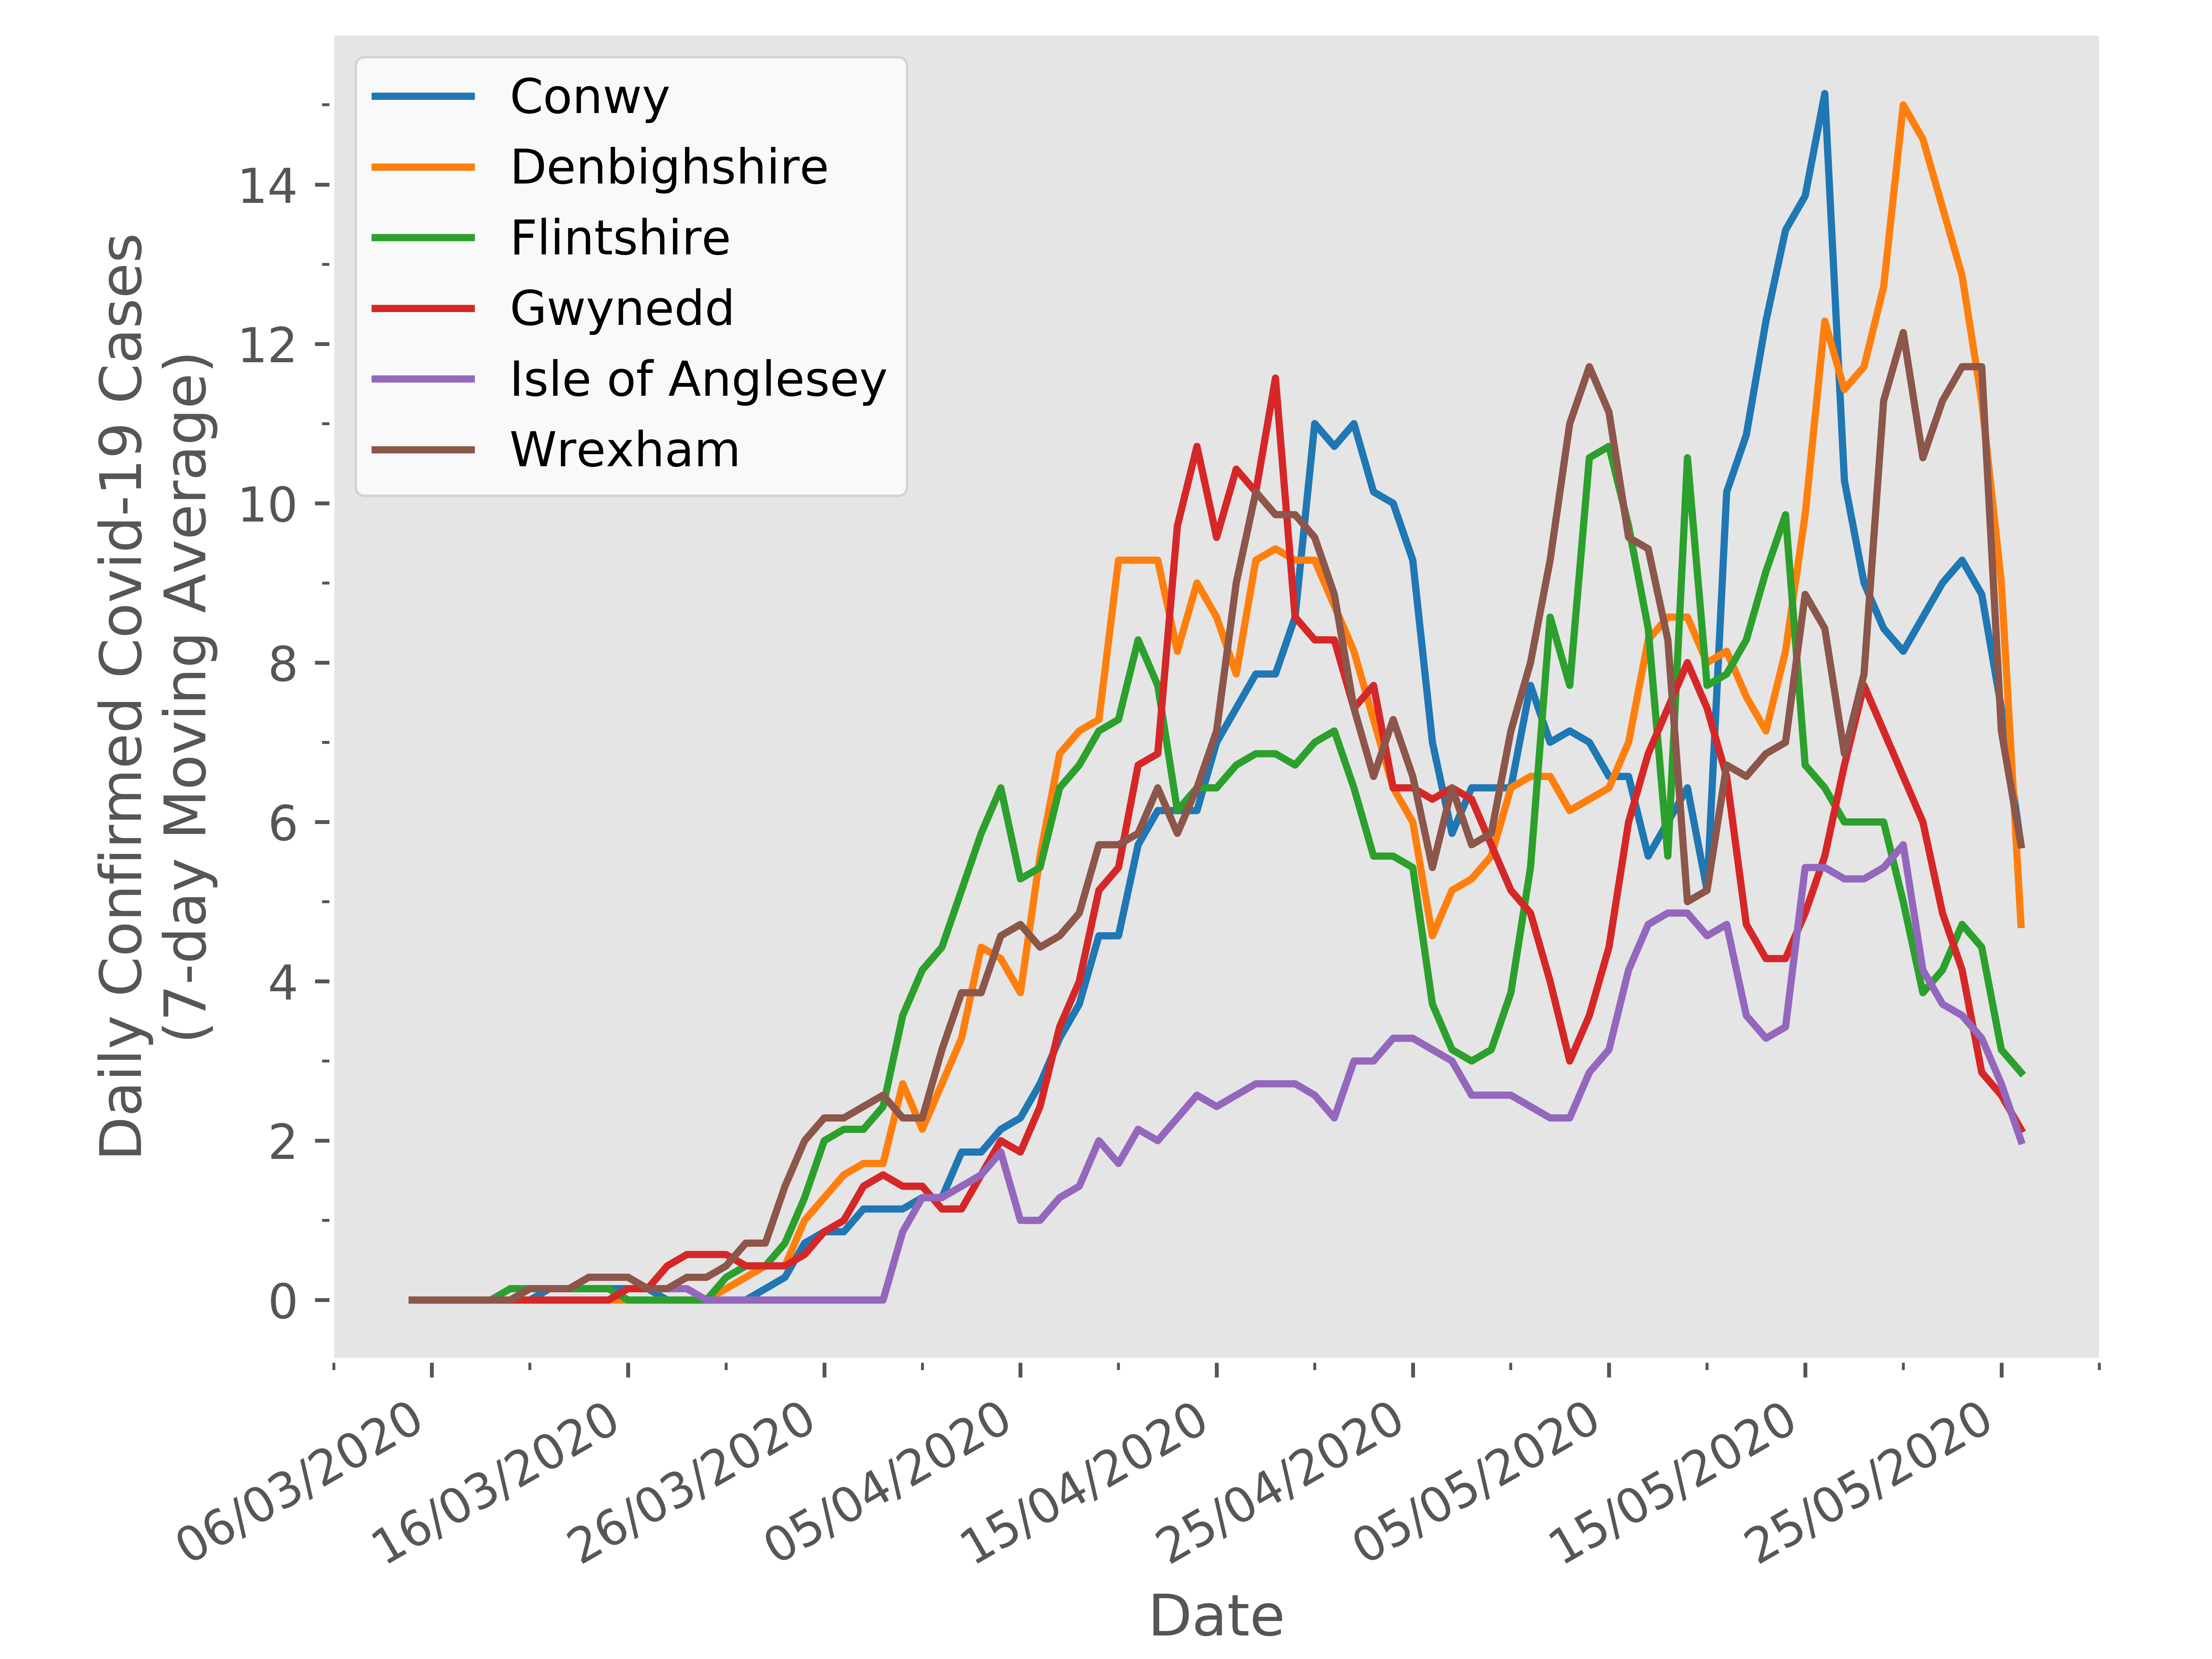 Conwy
Denbighshire
Flintshire
Gwynedd
Isle of Anglesey
Wrexham
Daily Confirmed Covid-19 Cases
(7-day Moving Average)
14
12
10
8
6
4
2
0
06/03/2020
16/03/2020
26/03/2020
05/04/2020
15/04/2020
25/04/2020
05/05/2020
15/05/2020
25/05/2020
Date